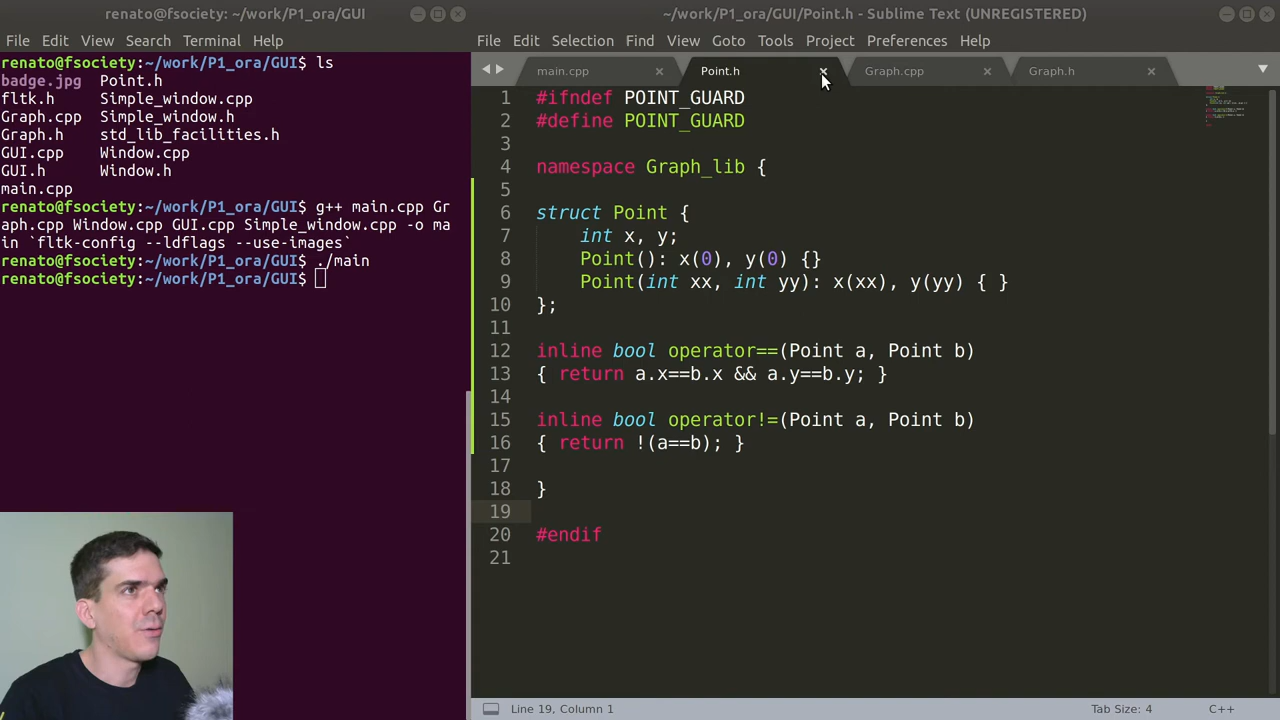 renato@fsociety: ~/work/P1_ora/GUI
File Edit View Search Terminal Help
renato@fsociety:~/work/P1_ora/GUI$ ls
badge.jpg Point.h
fltk.h Simple_window.cpp
Graph.cpp Simple_window.h
Graph.h std_lib_facilities.h
GUI.cpp Window.cpp
GUI.h Window.h
main.cpp
renato@fsociety:~/work/P1_ora/GUI$ g++ main.cpp Gr
aph.cpp Window.cpp GUI.cpp Simple_window.cpp -o ma
in `fltk-config --ldflags --use-images`
renato@fsociety:~/work/P1_ora/GUI$ ./main
renato@fsociety:~/work/P1_ora/GUI$
~/work/P1_ora/GUI/Point.h - Sublime Text (UNREGISTERED)
File Edit Selection Find View Goto Tools Project Preferences Help
main.cpp Point.h Graph.cpp Graph.h
1 #ifndef POINT_GUARD
2 #define POINT_GUARD
3
4 namespace Graph_lib {
5
6 struct Point {
7 int x, y;
8 Point(): x(0), y(0) {}
9 Point(int xx, int yy): x(xx), y(yy) { }
10 };
11
12 inline bool operator==(Point a, Point b)
13 { return a.x==b.x && a.y==b.y; }
14
15 inline bool operator!=(Point a, Point b)
16 { return !(a==b); }
17
18 }
19
20 #endif
21
Line 19, Column 1 Tab Size: 4 C++